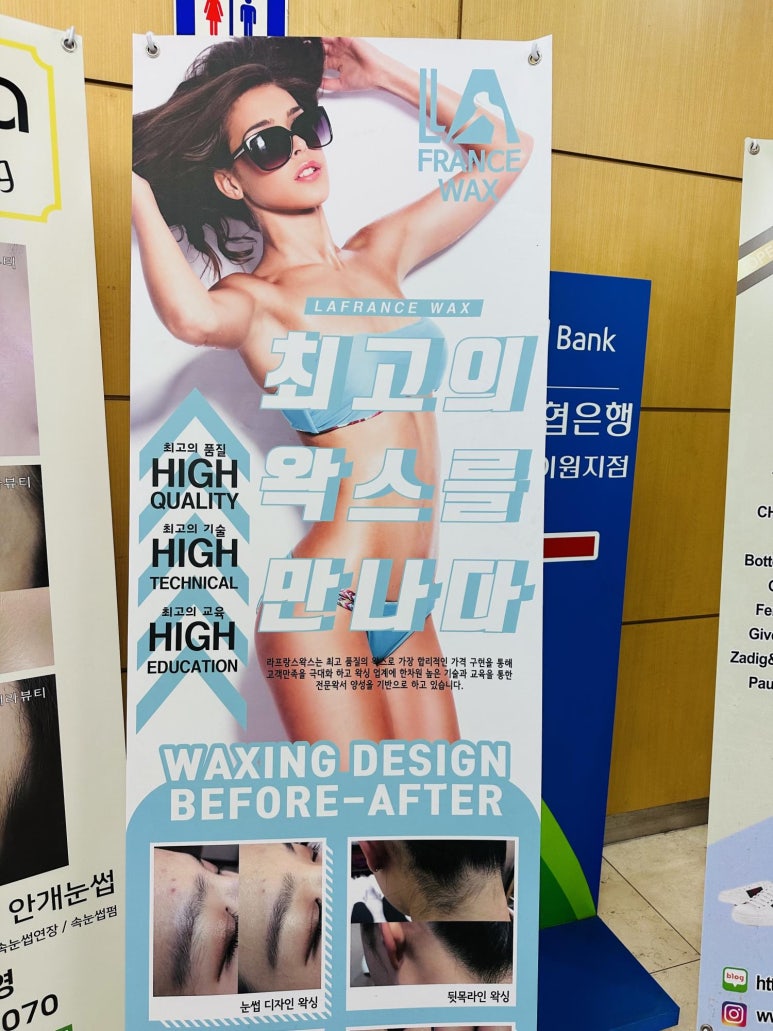 LA
FRANCE
WAX
LAFRANCE WAX
최고의
왁스를
만나다
최고의 품질
HIGH
QUALITY
최고의 기술
HIGH
TECHNICAL
최고의 교육
HIGH
EDUCATION
라프랑스왁스는 최고 품질의 왁스로 가장 합리적인 가격 구현을 통해
고객만족을 극대화 하고 왁싱 업계에 한차원 높은 기술과 교육을 통한
전문왁서 양성을 기반으로 하고 있습니다.
WAXING DESIGN
BEFORE-AFTER
눈썹 디자인 왁싱
뒷목라인 왁싱
안개눈썹
속눈썹연장 / 속눈썹펌
영
070
Bank
협은행
이원지점
CH
Bott
Fe
Give
Zadig&
Pau
blog
ht
w